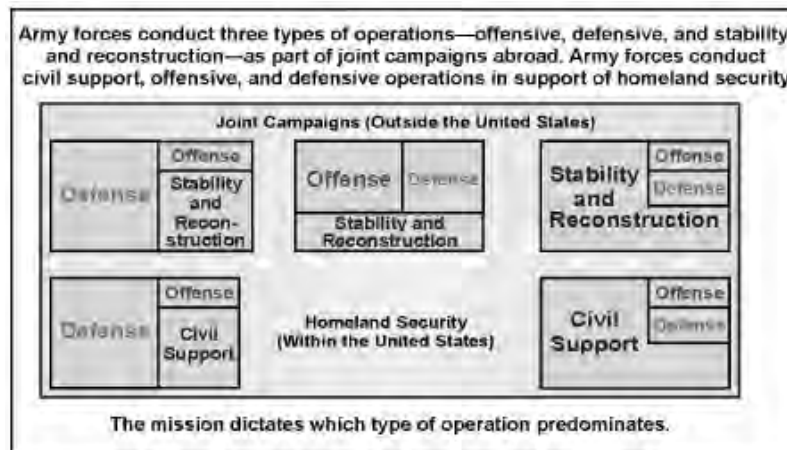 Army forces conduct three types of operations—offensive, defensive, and stability
and reconstruction—as part of joint campaigns abroad. Army forces conduct
civil support, offensive, and defensive operations in support of homeland security
Joint Campaigns (Outside the United States)
Defense
Offense
Stability
and
Recon-
struction
Offense
Defense
Stability and
Reconstruction
Stability
and
Reconstruction
Offense
Defense
Defense
Offense
Civil
Support
Homeland Security
(Within the United States)
Civil
Support
Offense
Defense
The mission dictates which type of operation predominates.